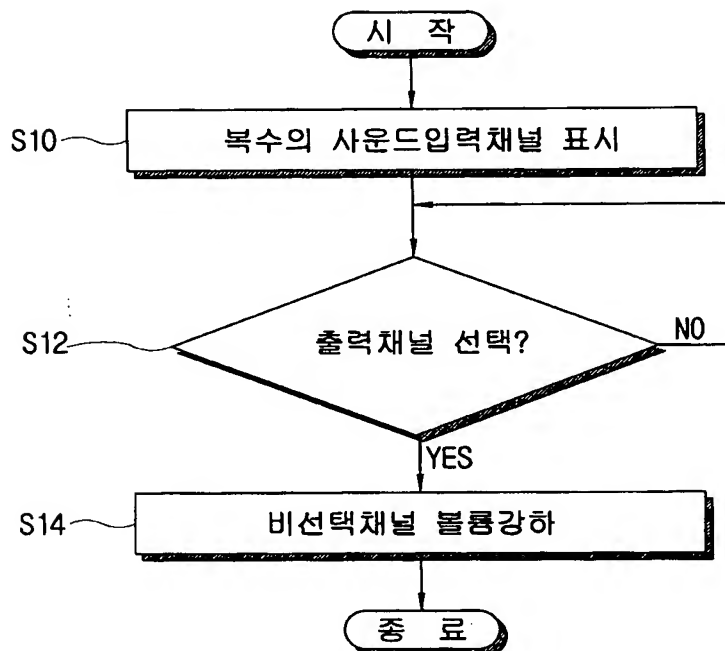 시 작
S10
복수의 사운드입력채널 표시
S12
출력채널 선택?
NO
YES
S14
비선택채널 볼륨강하
종 료